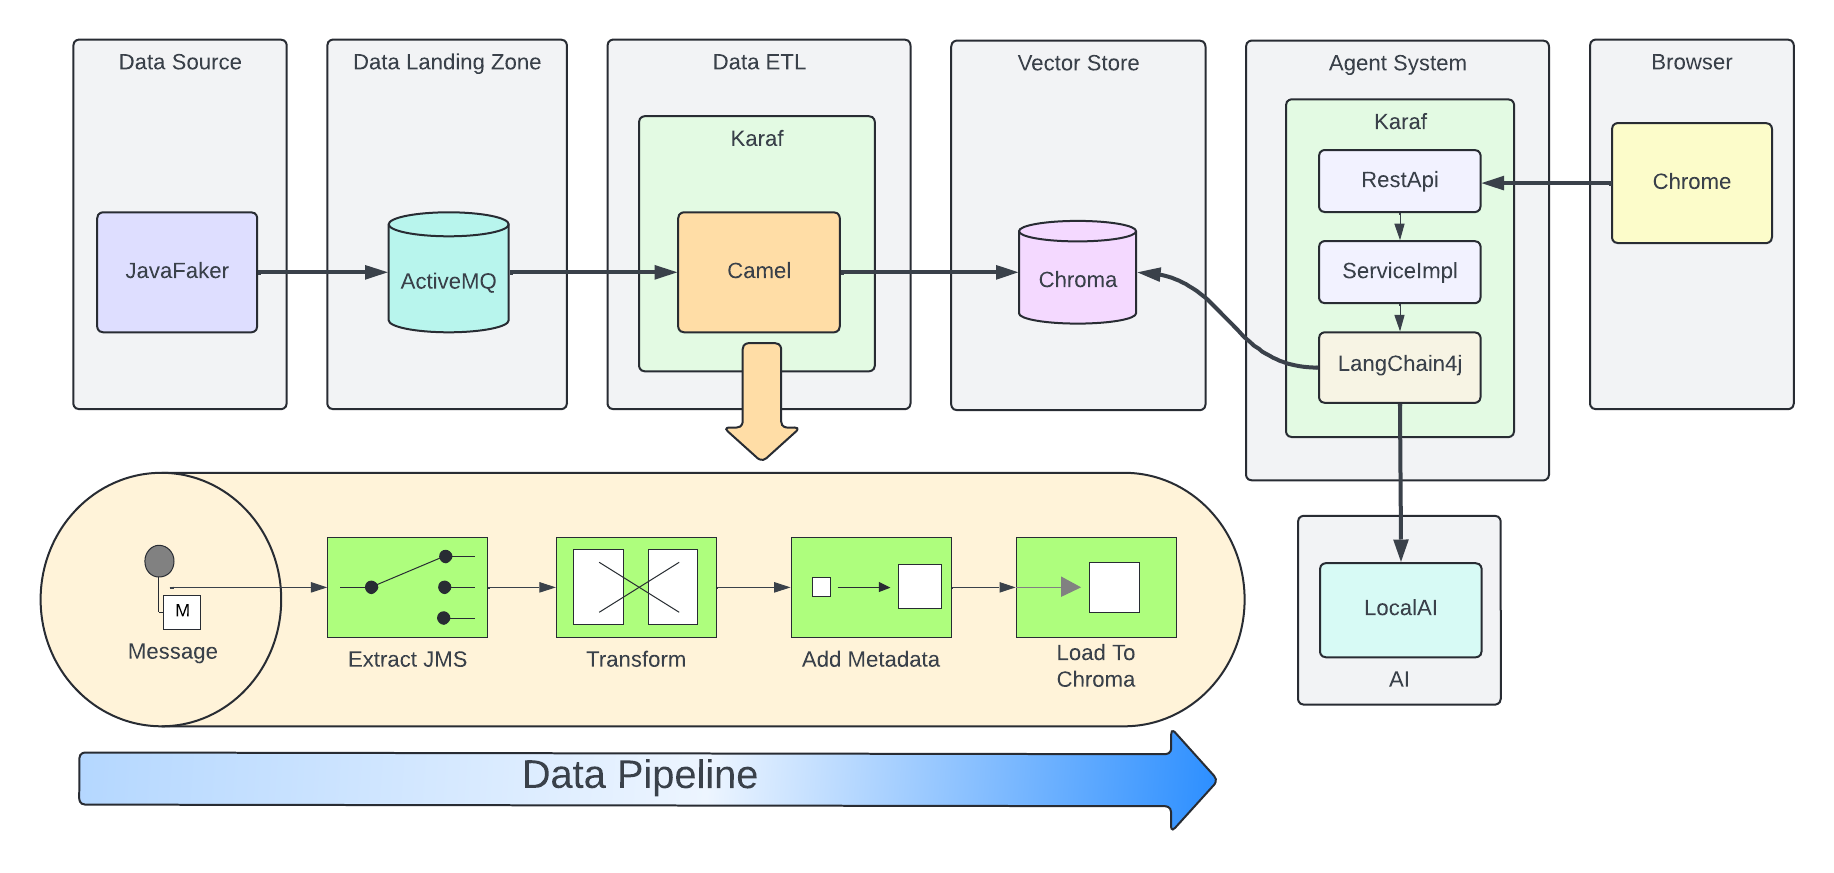 Data Source
Data Landing Zone
Data ETL
Vector Store
Agent System
Browser
Karaf
Karaf
RestApi
Chrome
JavaFaker
ActiveMQ
Camel
Chroma
ServiceImpl
LangChain4j
M
Message
Extract JMS
Transform
Add Metadata
Load To
Chroma
LocalAI
AI
Data Pipeline